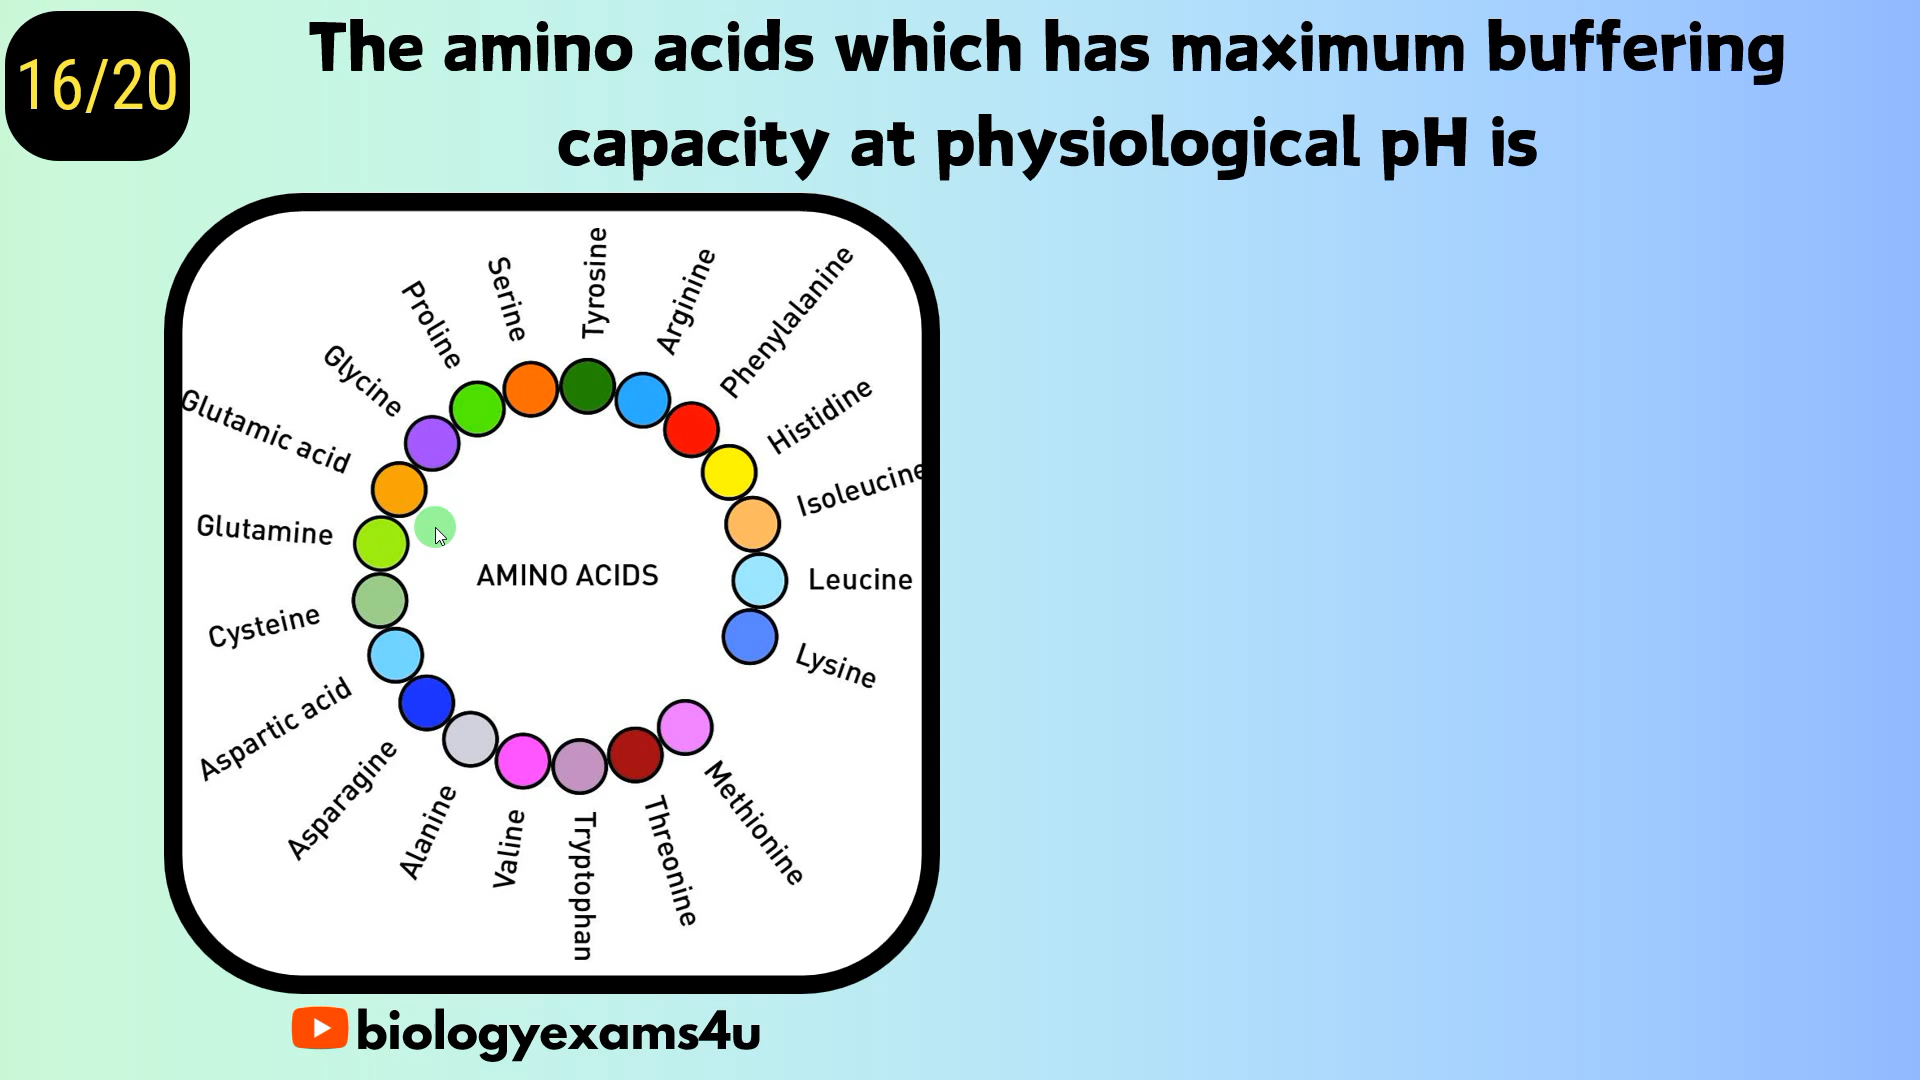 16/20
The amino acids which has maximum buffering
capacity at physiological pH is
Tyrosine
Serine
Arginine
Proline
Phenylalanine
Glycine
Histidine
Glutamic acid
Isoleucine
Glutamine
AMINO ACIDS
Leucine
Cysteine
Lysine
Aspartic acid
Asparagine
Alanine
Valine
Tryptophan
Threonine
Methionine
biologyexams4u